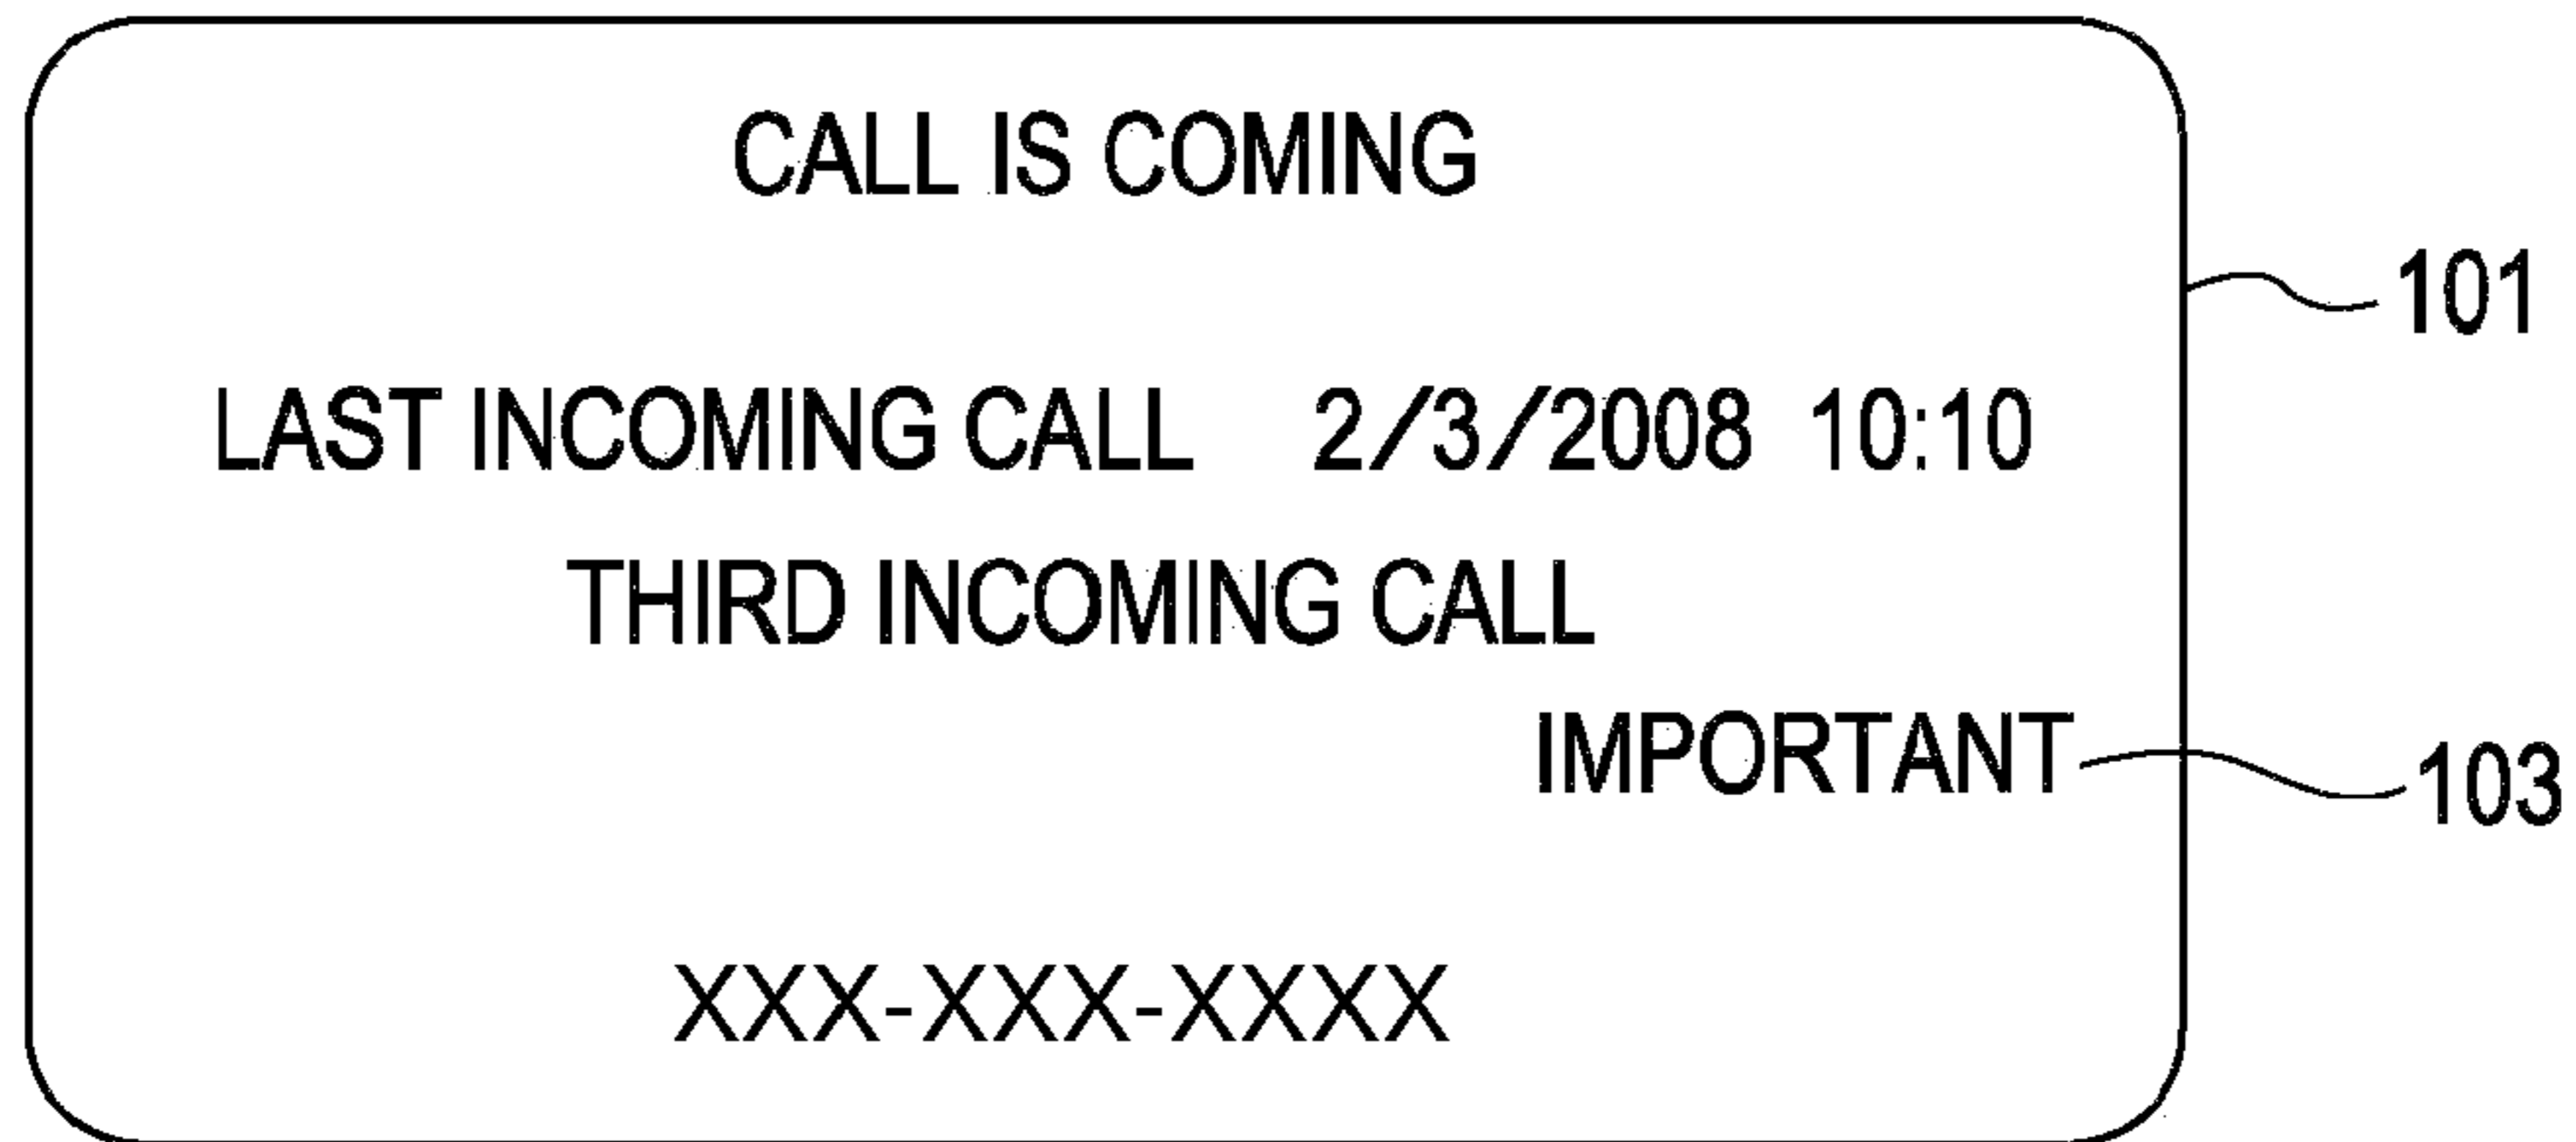 CALL IS COMING
101
LAST INCOMING CALL 2/3/2008 10:10
THIRD INCOMING CALL
IMPORTANT
103
XXX-XXX-XXXX